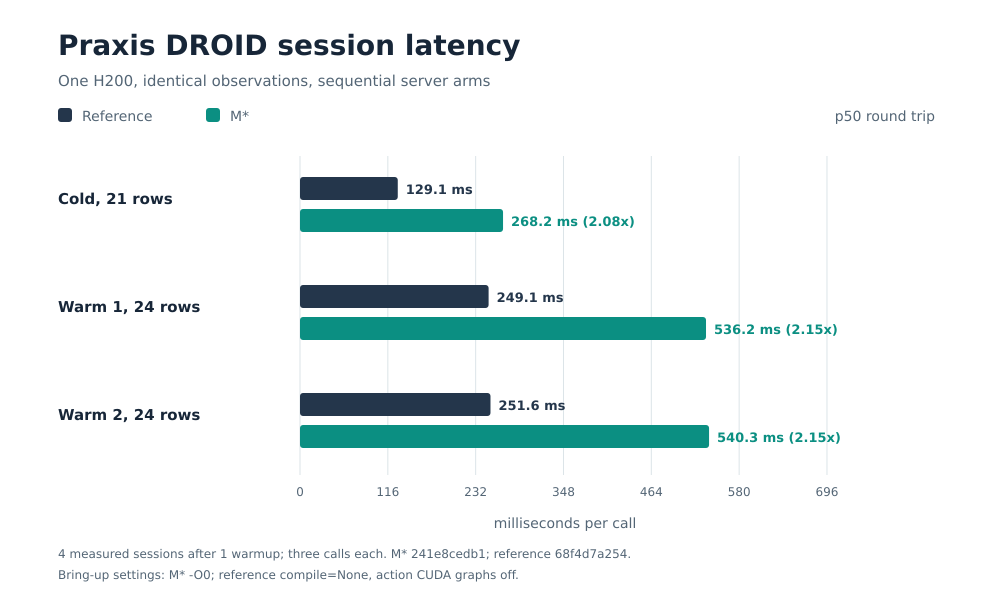 Praxis DROID session latency
One H200, identical observations, sequential server arms
Reference M* p50 round trip
Cold, 21 rows
129.1 ms
268.2 ms (2.08x)
Warm 1, 24 rows
249.1 ms
536.2 ms (2.15x)
Warm 2, 24 rows
251.6 ms
540.3 ms (2.15x)
0 116 232 348 464 580 696
milliseconds per call
4 measured sessions after 1 warmup; three calls each. M* 241e8cedb1; reference 68f4d7a254.
Bring-up settings: M* -O0; reference compile=None, action CUDA graphs off.